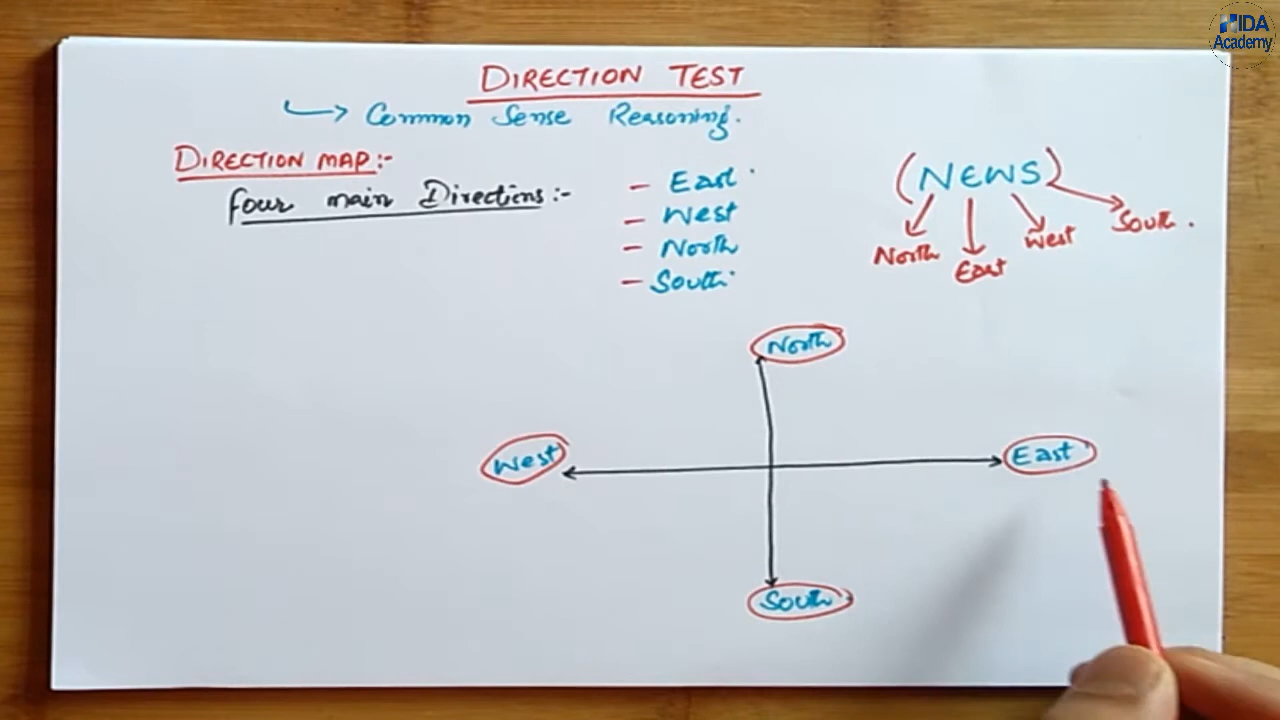 HIDA
Academy
DIRECTION TEST
Common Sense Reasoning.
DIRECTION MAP:-
four main Directions:-
- East
- West
- North
- South
(NEWS)
North
East
West
South.
North
West
East
South